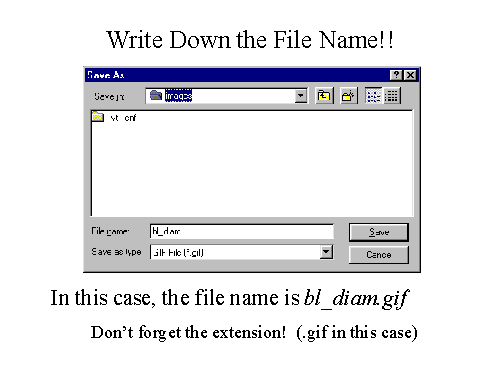 Write Down the File Name!!
Save As
Save in:
images
File name:
bl_diam
Save
Save as type
GIF File (*.gif)
Cancel
In this case, the file name is bl_diam.gif
Don't forget the extension!  (.gif in this case)